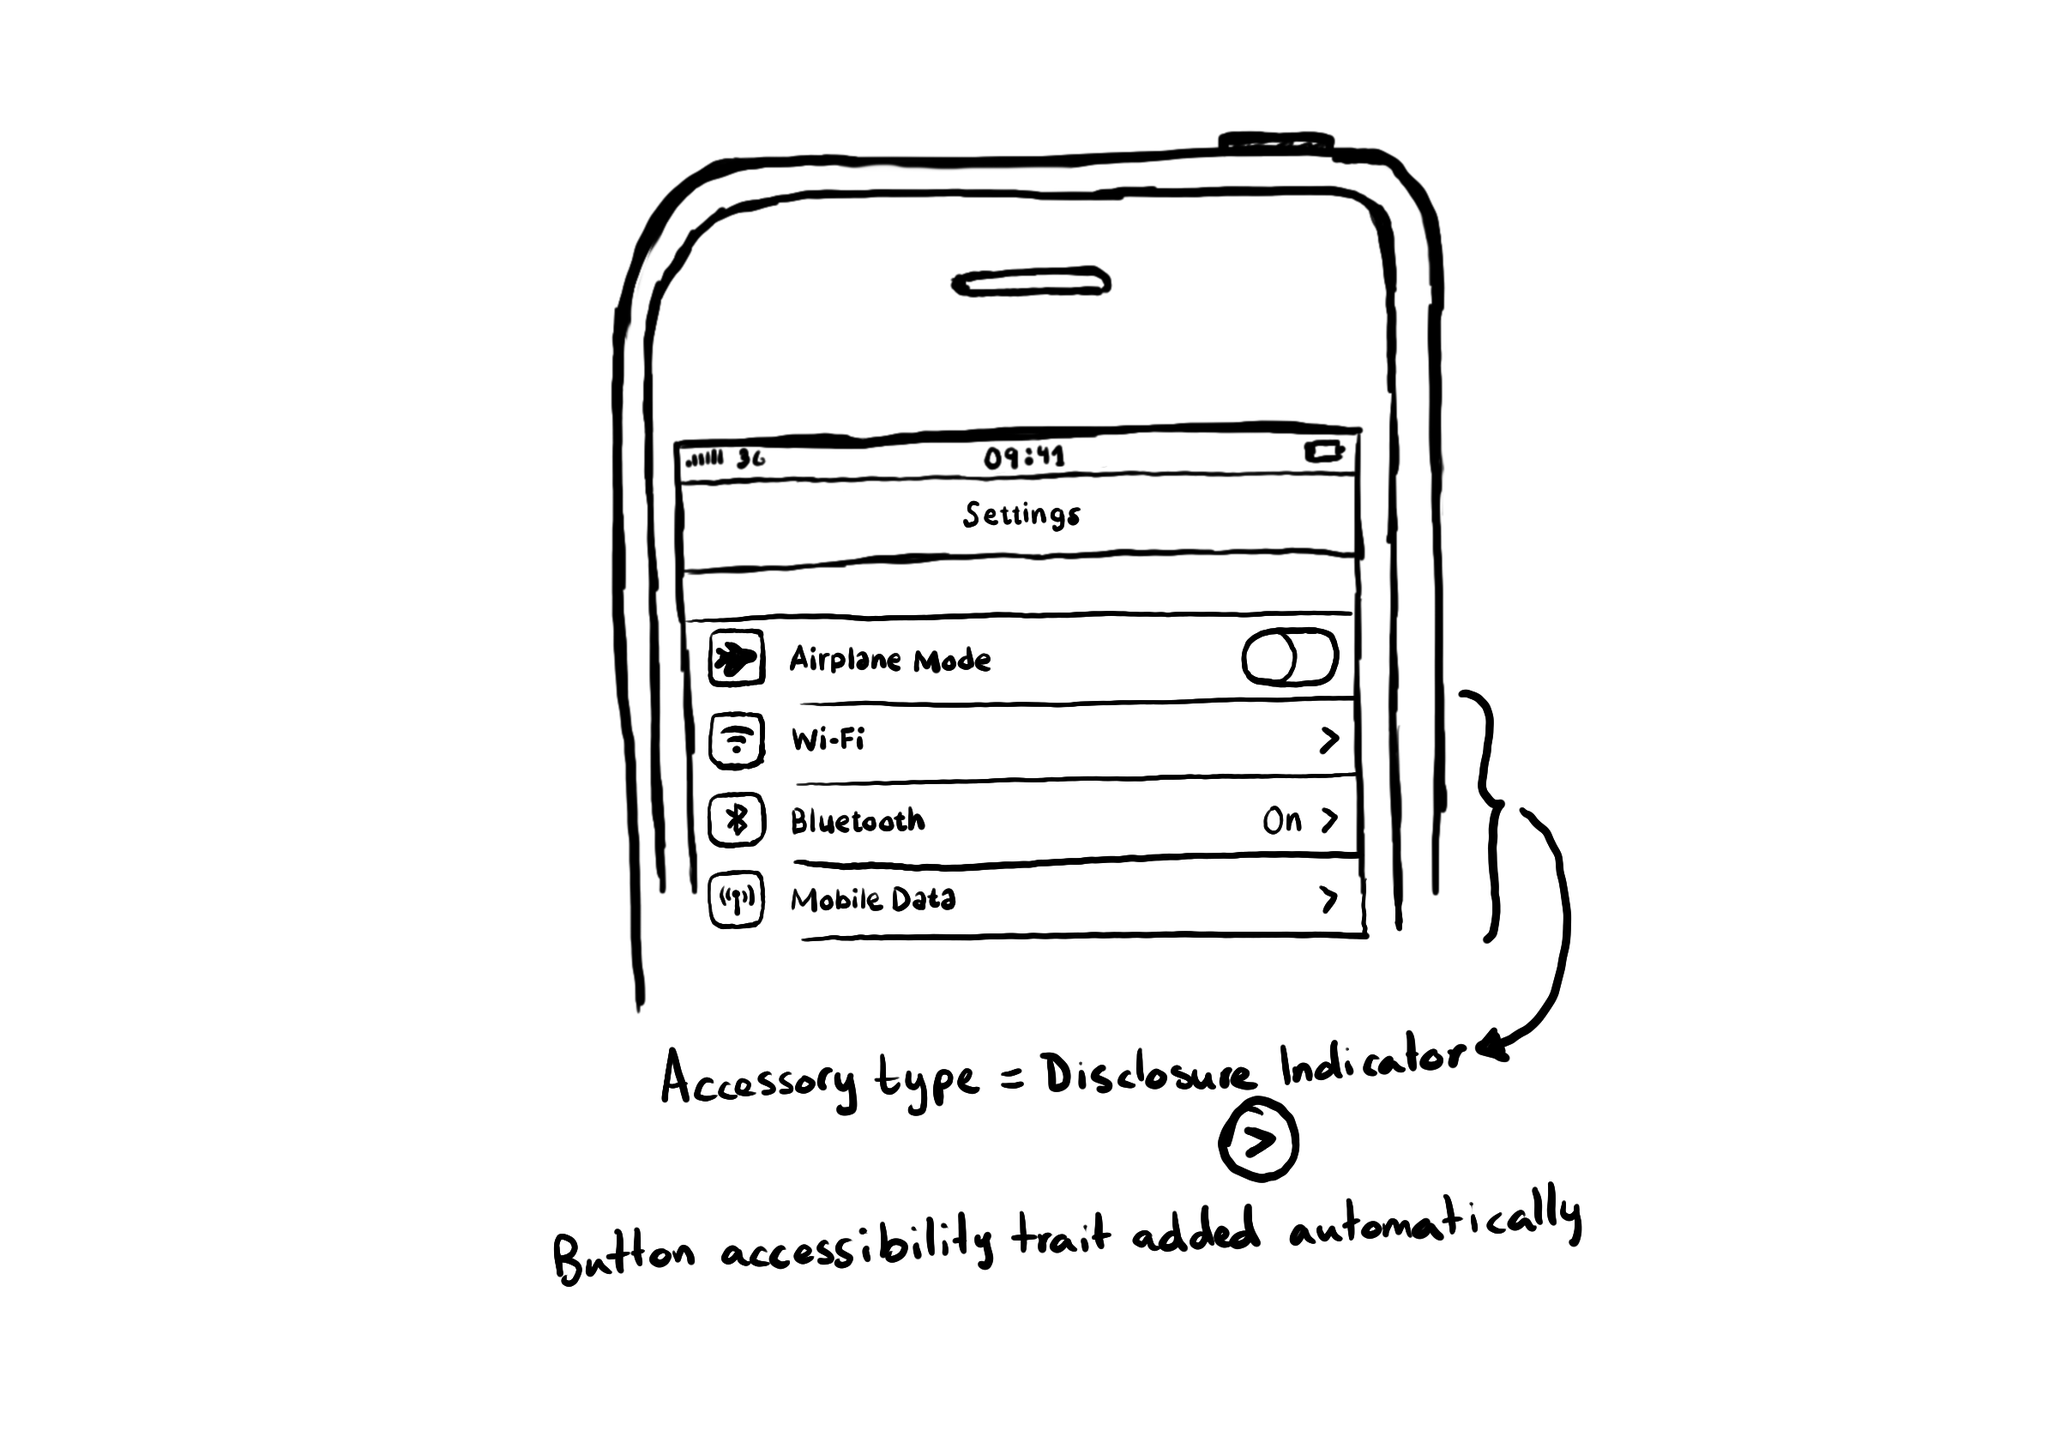 3G 09:41
Settings
Airplane Mode
Wi-Fi >
Bluetooth On >
Mobile Data >
Accessory type = Disclosure Indicator
>
Button accessibility trait added automatically